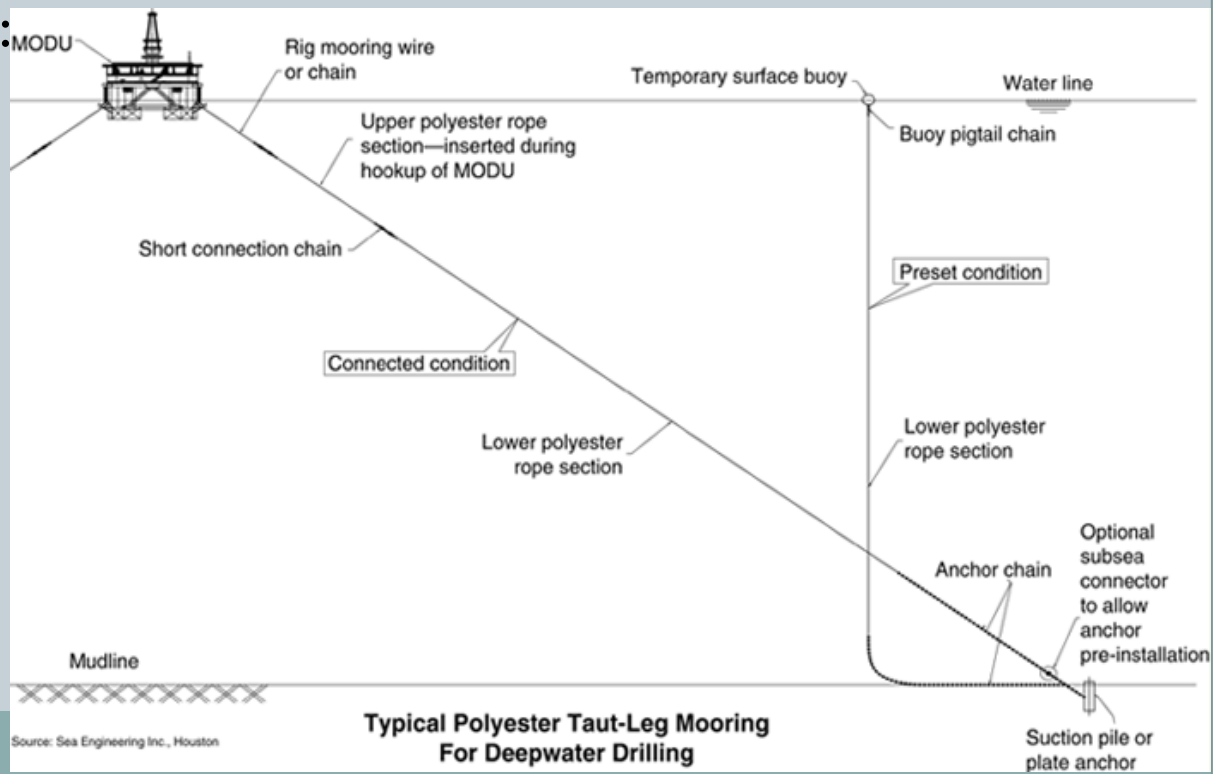 MODU
Rig mooring wire
or chain
Temporary surface buoy
Water line
Upper polyester rope
section—inserted during
hookup of MODU
Buoy pigtail chain
Short connection chain
Preset condition
Connected condition
Lower polyester
rope section
Lower polyester
rope section
Optional
subsea
connector
to allow
anchor
pre-installation
Anchor chain
Mudline
Typical Polyester Taut-Leg Mooring
For Deepwater Drilling
Source: Sea Engineering Inc., Houston
Suction pile or
plate anchor